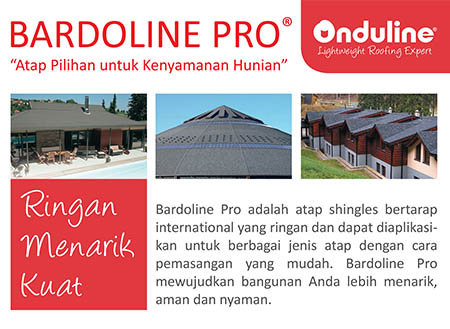 BARDOLINE PRO®
“Atap Pilihan untuk Kenyamanan Hunian”
Onduline®
Lightweight Roofing Expert
Ringan
Menarik
Kuat
Bardoline Pro adalah atap shingles bertarap
international yang ringan dan dapat diaplikasi-
kan untuk berbagai jenis atap dengan cara
pemasangan yang mudah. Bardoline Pro
mewujudkan bangunan Anda lebih menarik,
aman dan nyaman.